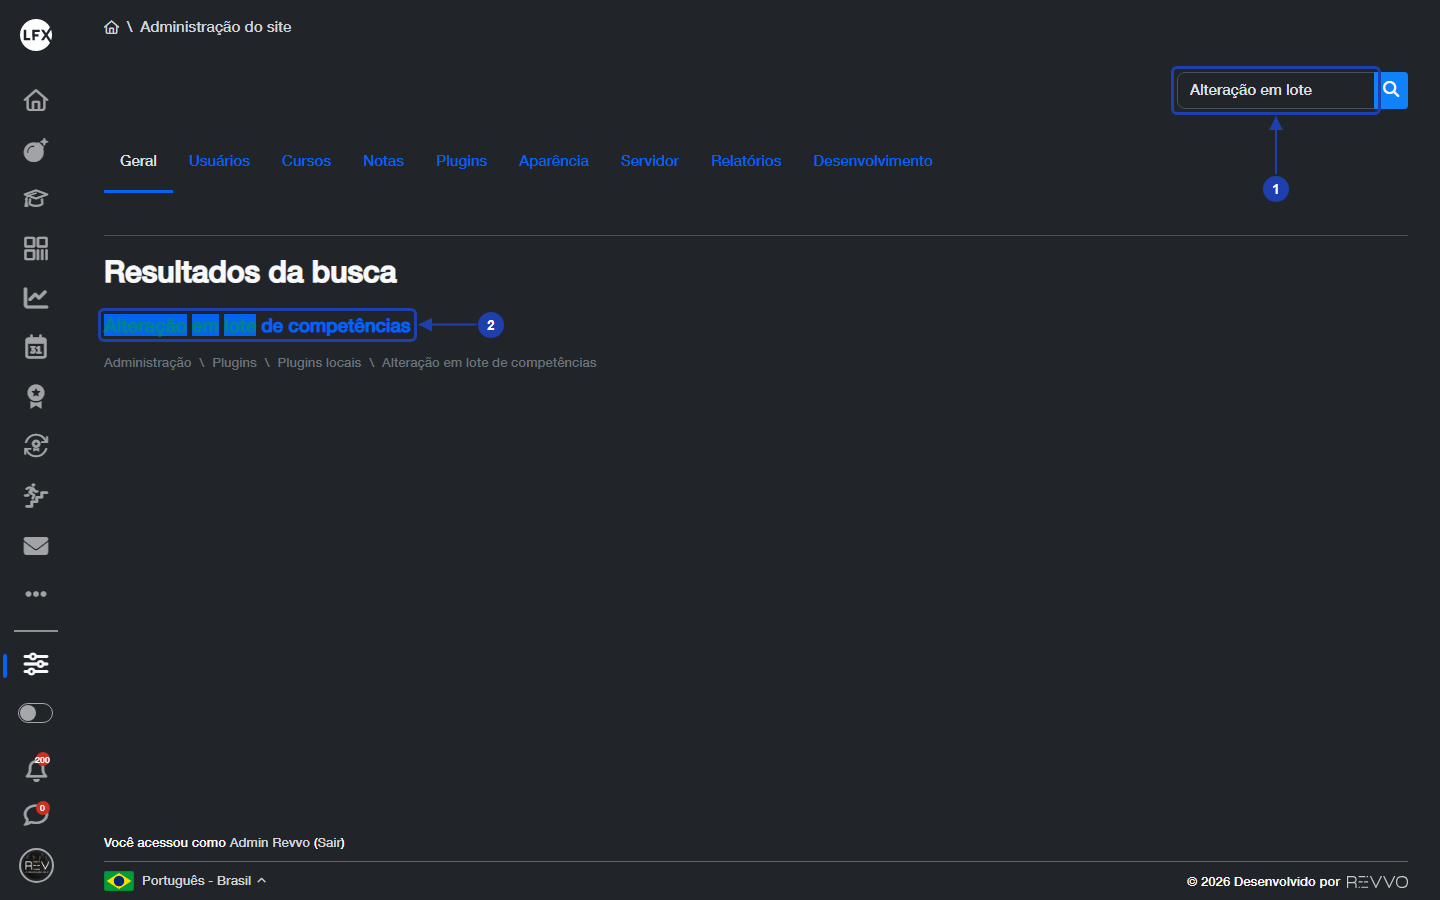 LFX
\ Administração do site
Alteração em lote
Geral Usuários Cursos Notas Plugins Aparência Servidor Relatórios Desenvolvimento
1
Resultados da busca
Alteração em lote de competências
2
Administração \ Plugins \ Plugins locais \ Alteração em lote de competências
31
200
0
REV
Você acessou como Admin Revvo (Sair)
Português - Brasil
© 2026 Desenvolvido por REVVO